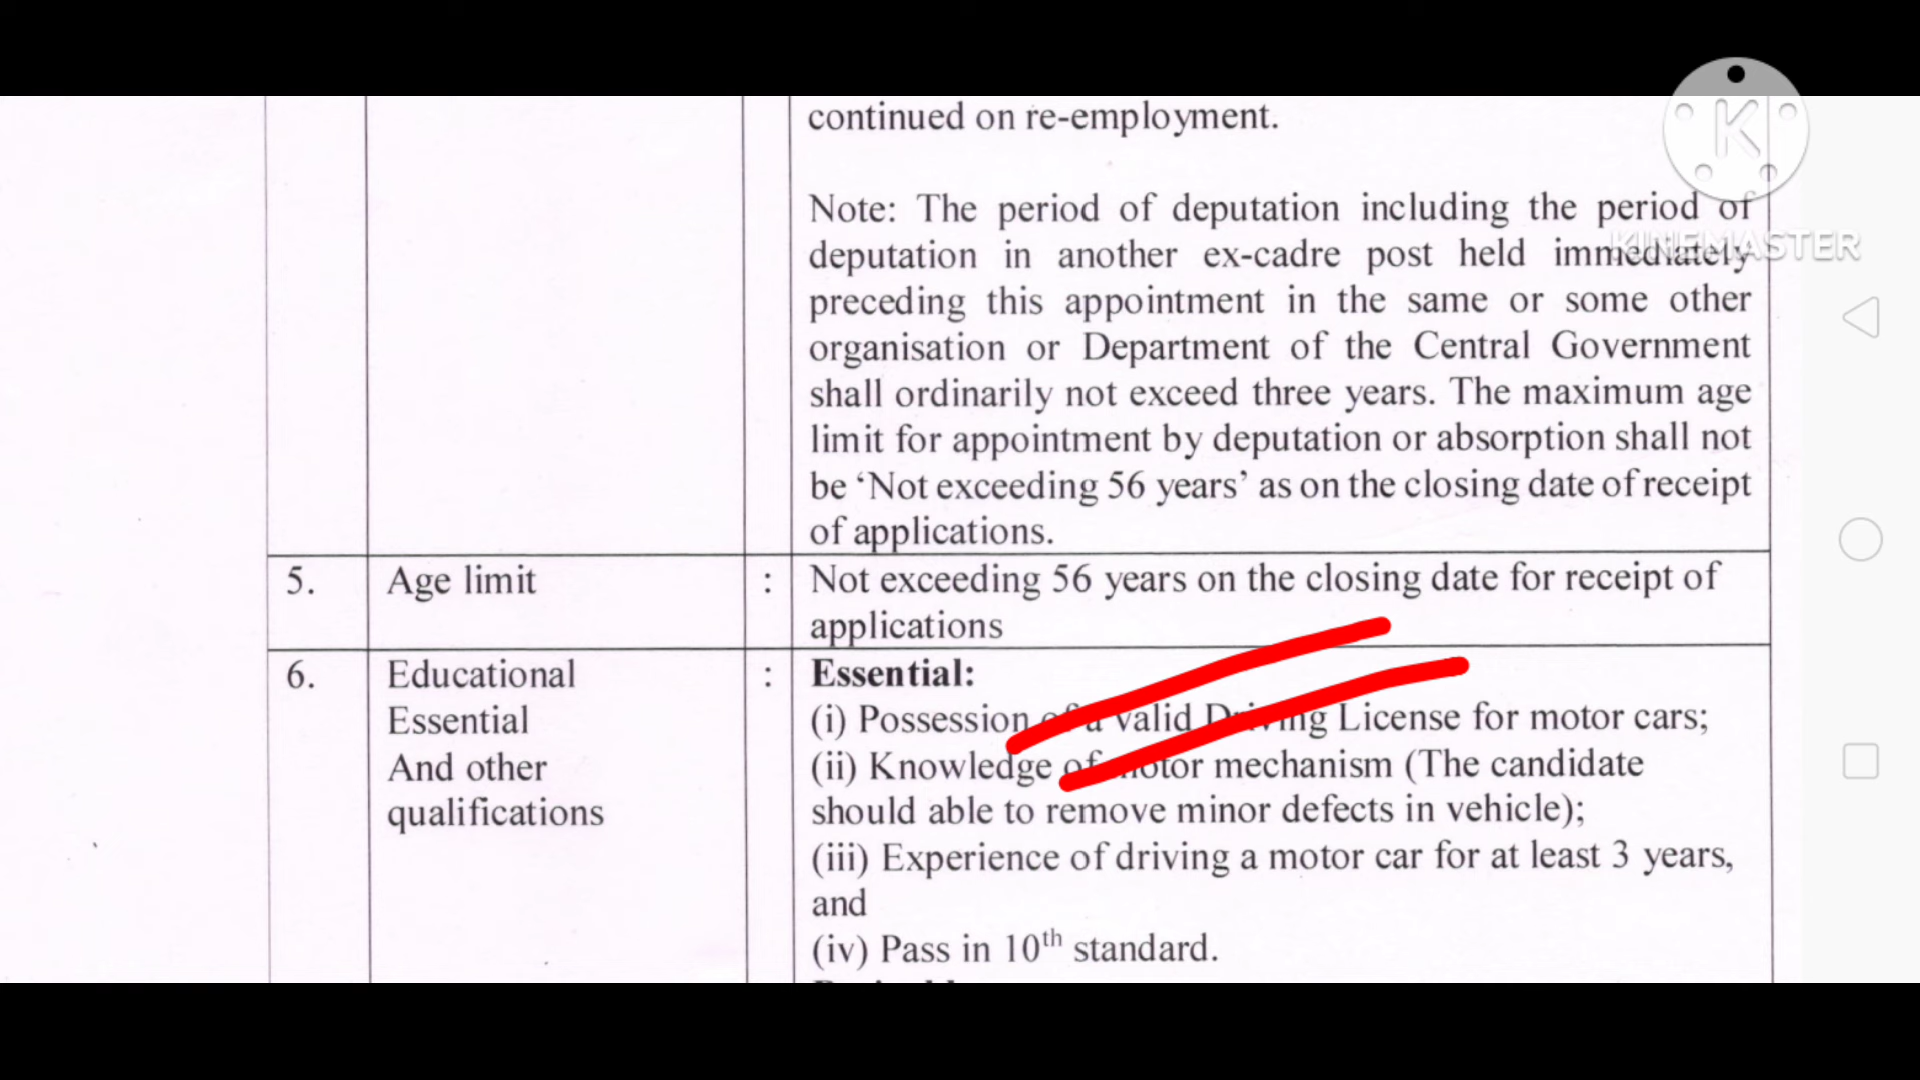 continued on re-employment.
Note: The period of deputation including the period of
deputation in another ex-cadre post held immediately
preceding this appointment in the same or some other
organisation or Department of the Central Government
shall ordinarily not exceed three years. The maximum age
limit for appointment by deputation or absorption shall not
be ‘Not exceeding 56 years’ as on the closing date of receipt
of applications.
5. Age limit : Not exceeding 56 years on the closing date for receipt of
applications
6. Educational : Essential:
Essential (i) Possession of a valid Driving License for motor cars;
And other (ii) Knowledge of motor mechanism (The candidate
qualifications should able to remove minor defects in vehicle);
(iii) Experience of driving a motor car for at least 3 years,
and
(iv) Pass in 10th standard.
K
KINEMASTER